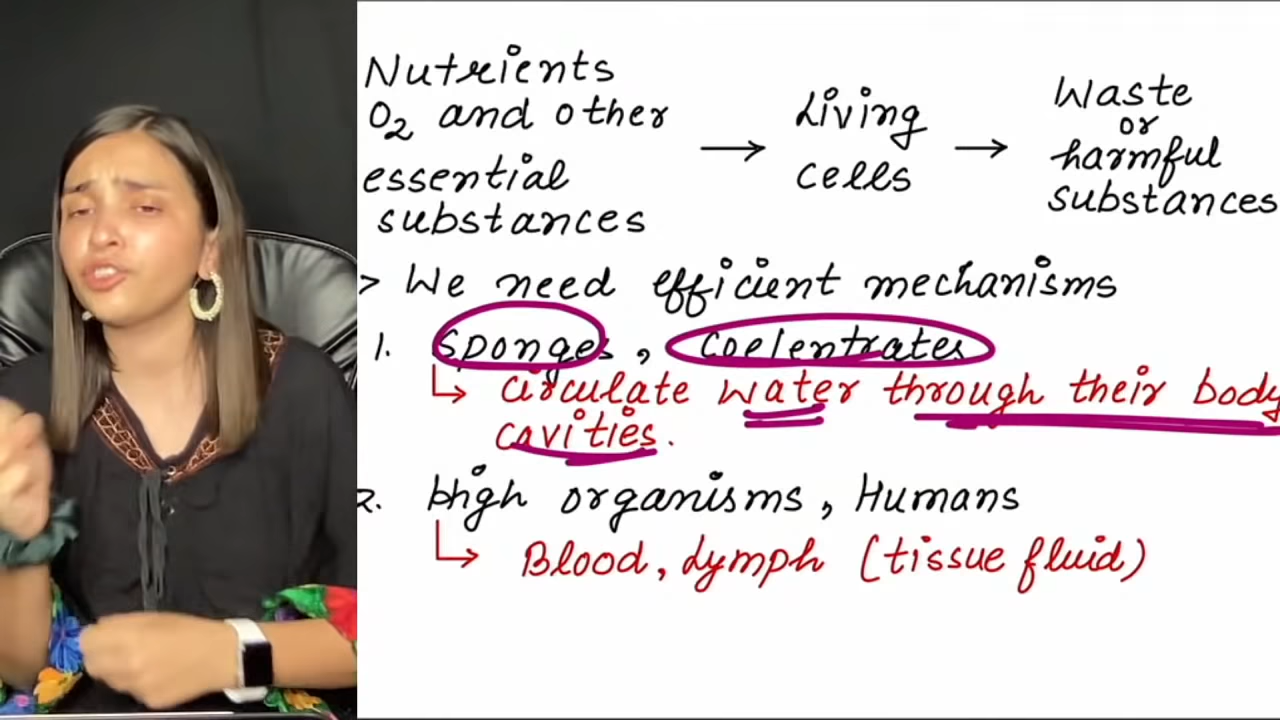 Nutrients
O2 and other
essential
substances
→ Living
cells →
Waste
or
harmful
substances
> We need efficient mechanisms
1. Sponges, Coelentrates
↳ circulate water through their body
cavities.
2. High organisms, Humans
↳ Blood, Lymph (tissue fluid)